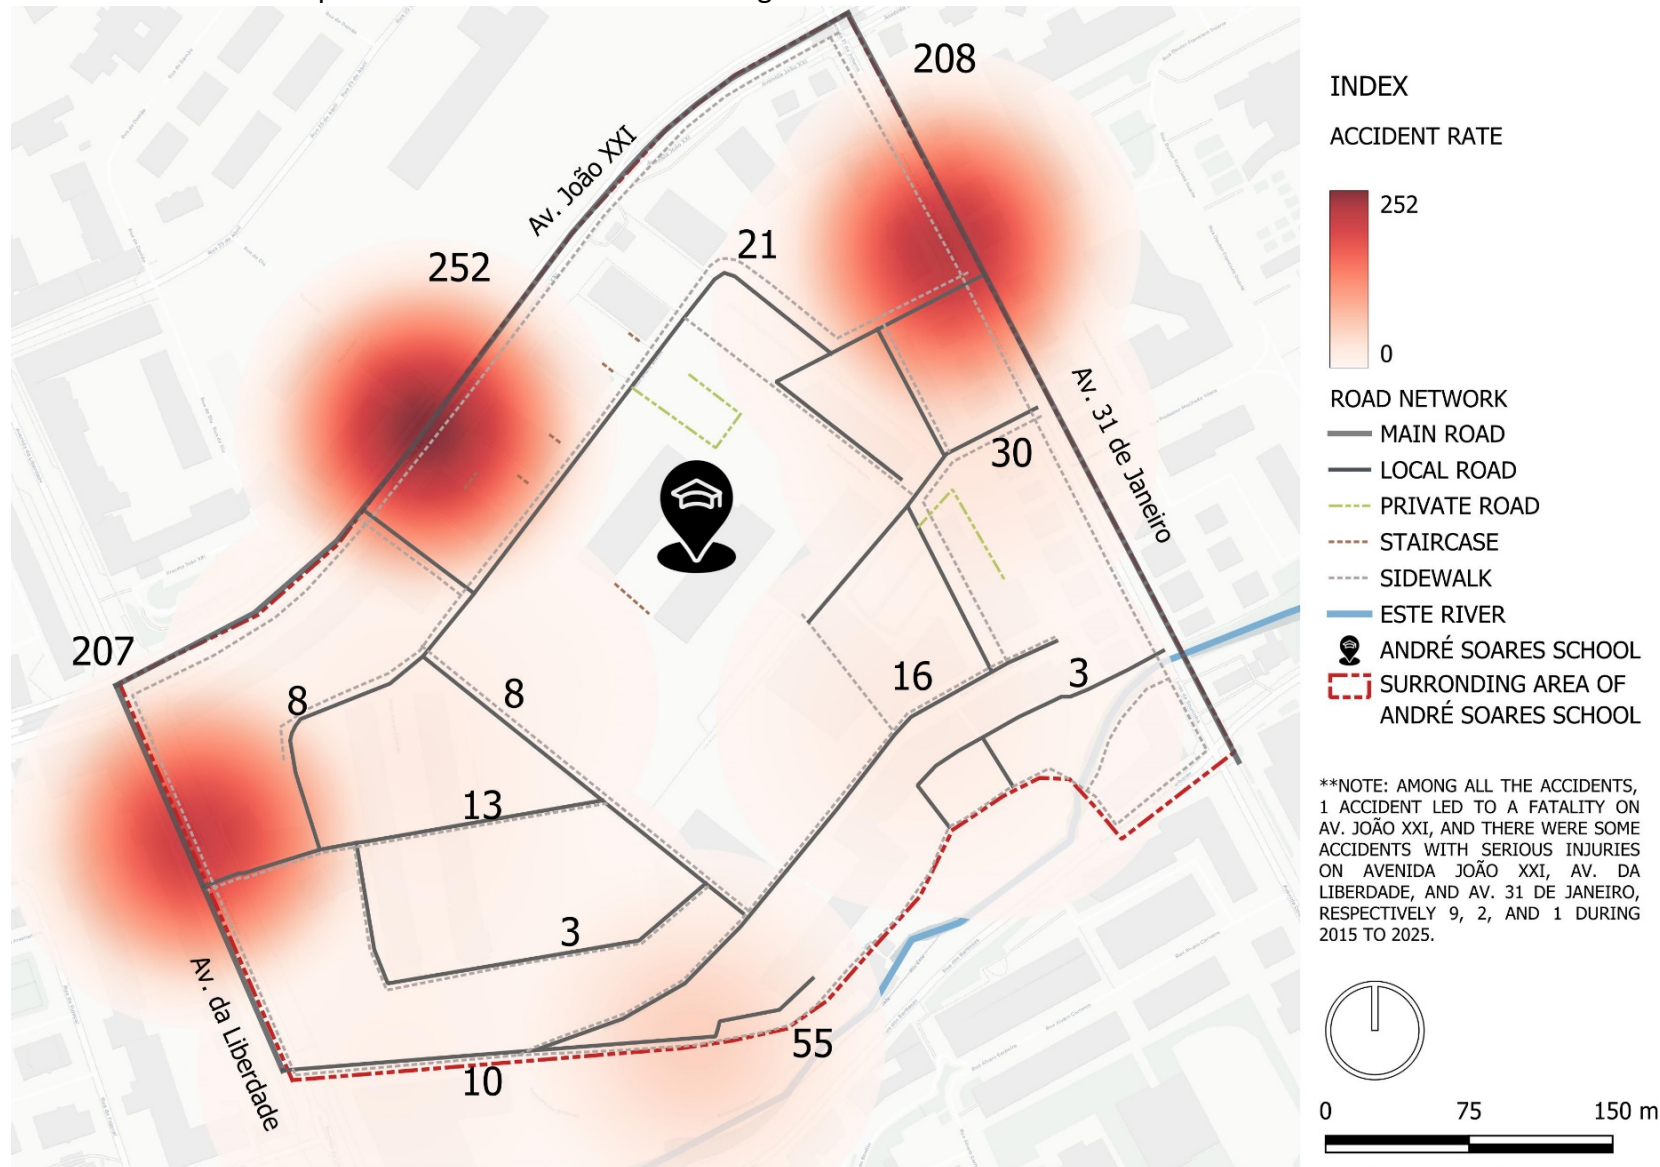 208
Av. João XXI
252
21
Av. 31 de Janeiro
30
207
8
8
16
3
13
3
Av. da Liberdade
55
10
INDEX
ACCIDENT RATE
252
0
ROAD NETWORK
MAIN ROAD
LOCAL ROAD
PRIVATE ROAD
STAIRCASE
SIDEWALK
ESTE RIVER
ANDRÉ SOARES SCHOOL
SURRONDING AREA OF
ANDRÉ SOARES SCHOOL
**NOTE: AMONG ALL THE ACCIDENTS,
1 ACCIDENT LED TO A FATALITY ON
AV. JOÃO XXI, AND THERE WERE SOME
ACCIDENTS WITH SERIOUS INJURIES
ON AVENIDA JOÃO XXI, AV. DA
LIBERDADE, AND AV. 31 DE JANEIRO,
RESPECTIVELY 9, 2, AND 1 DURING
2015 TO 2025.
0 75 150 m